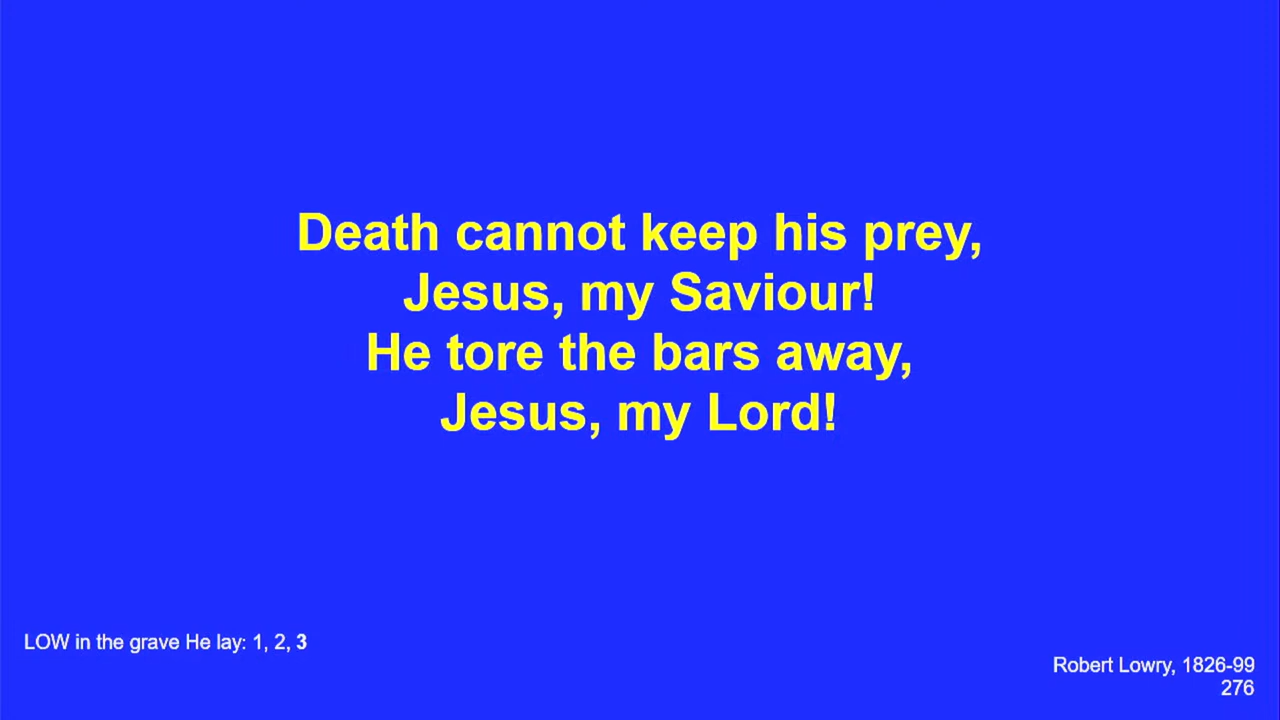 Death cannot keep his prey,
Jesus, my Saviour!
He tore the bars away,
Jesus, my Lord!
LOW in the grave He lay: 1, 2, 3
Robert Lowry, 1826-99
276